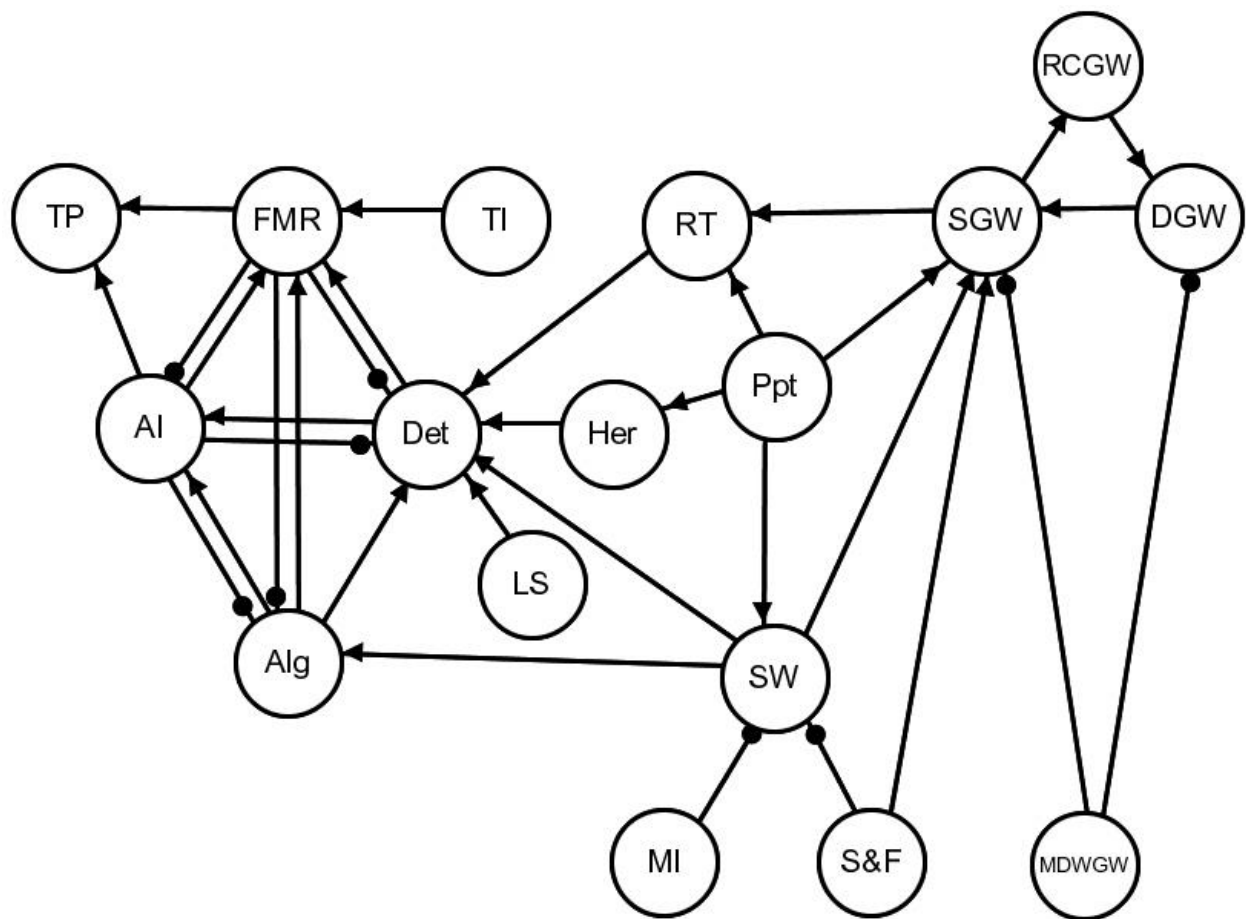 RCGW
TP
FMR
TI
RT
SGW
DGW
AI
Det
Her
Ppt
LS
Alg
SW
MI
S&F
MDWGW